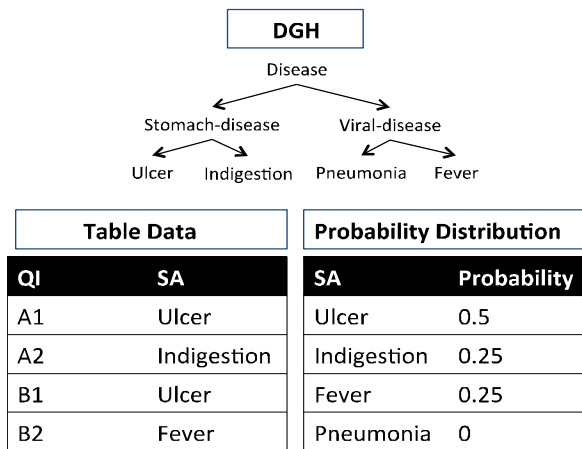 DGH
Disease
Stomach-disease Viral-disease
Ulcer Indigestion Pneumonia Fever
Table Data Probability Distribution
QI SA SA Probability
A1 Ulcer Ulcer 0.5
A2 Indigestion Indigestion 0.25
B1 Ulcer Fever 0.25
B2 Fever Pneumonia 0